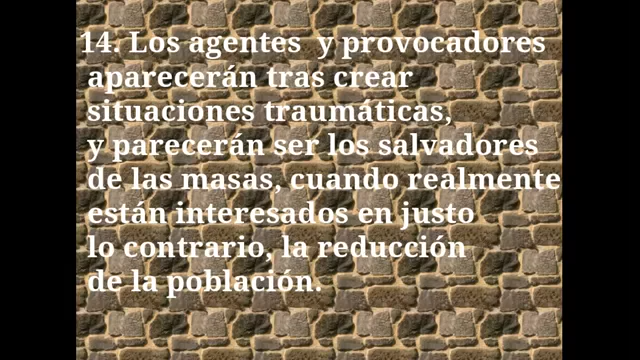 14. Los agentes y provocadores
aparecerán tras crear
situaciones traumáticas,
y parecerán ser los salvadores
de las masas, cuando realmente
están interesados en justo
lo contrario, la reducción
de la población.